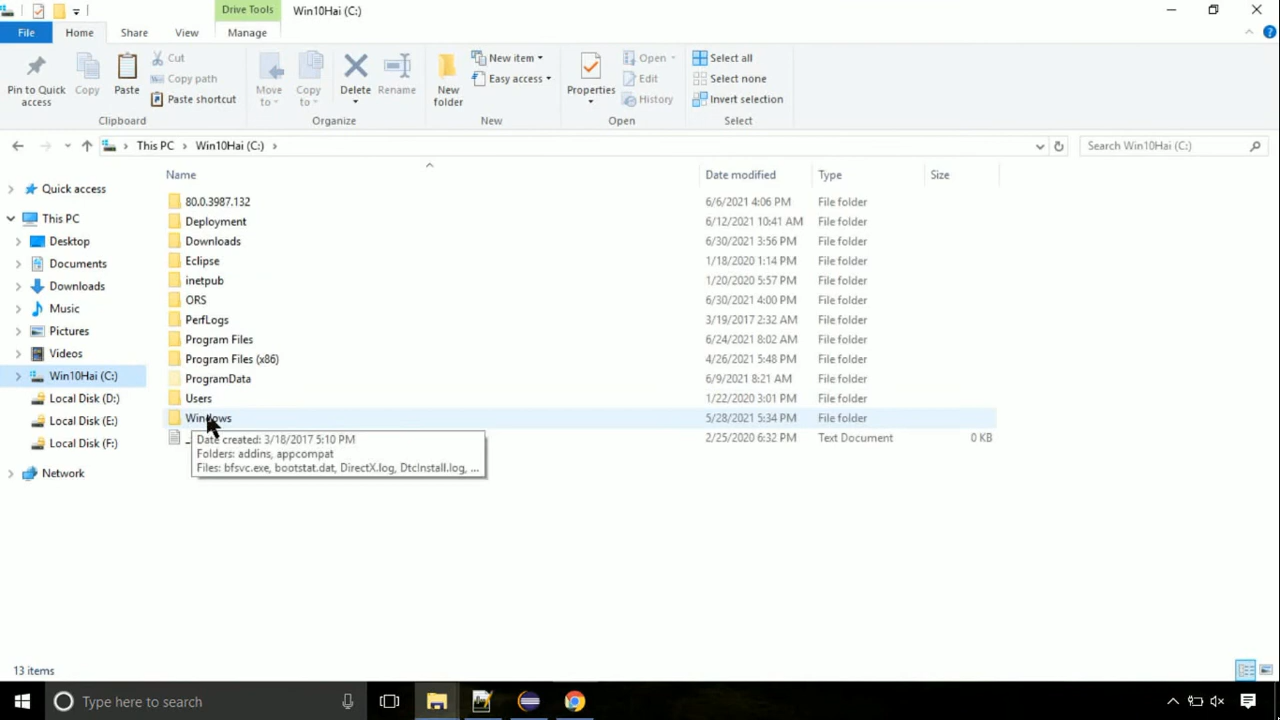 Drive Tools
Win10Hai (C:)
File
Home
Share
View
Manage
Pin to Quick access
Copy
Paste
Cut
Copy path
Paste shortcut
Clipboard
Move to
Copy to
Delete
Rename
Organize
New folder
New item
Easy access
New
Properties
Open
Edit
History
Open
Select all
Select none
Invert selection
Select
This PC
Win10Hai (C:)
Search Win10Hai (C:)
Name
Date modified
Type
Size
Quick access
This PC
Desktop
Documents
Downloads
Music
Pictures
Videos
Win10Hai (C:)
Local Disk (D:)
Local Disk (E:)
Local Disk (F:)
Network
80.0.3987.132 6/6/2021 4:06 PM File folder
Deployment 6/12/2021 10:41 AM File folder
Downloads 6/30/2021 3:56 PM File folder
Eclipse 1/18/2020 1:14 PM File folder
inetpub 1/20/2020 5:57 PM File folder
ORS 6/30/2021 4:00 PM File folder
PerfLogs 3/19/2017 2:32 AM File folder
Program Files 6/24/2021 8:02 AM File folder
Program Files (x86) 4/26/2021 5:48 PM File folder
ProgramData 6/9/2021 8:21 AM File folder
Users 1/22/2020 3:01 PM File folder
Windows 5/28/2021 5:34 PM File folder
2/25/2020 6:32 PM Text Document 0 KB
Date created: 3/18/2017 5:10 PM
Folders: addins, appcompat
Files: bfsvc.exe, bootstat.dat, DirectX.log, DtcInstall.log, ...
13 items
Type here to search